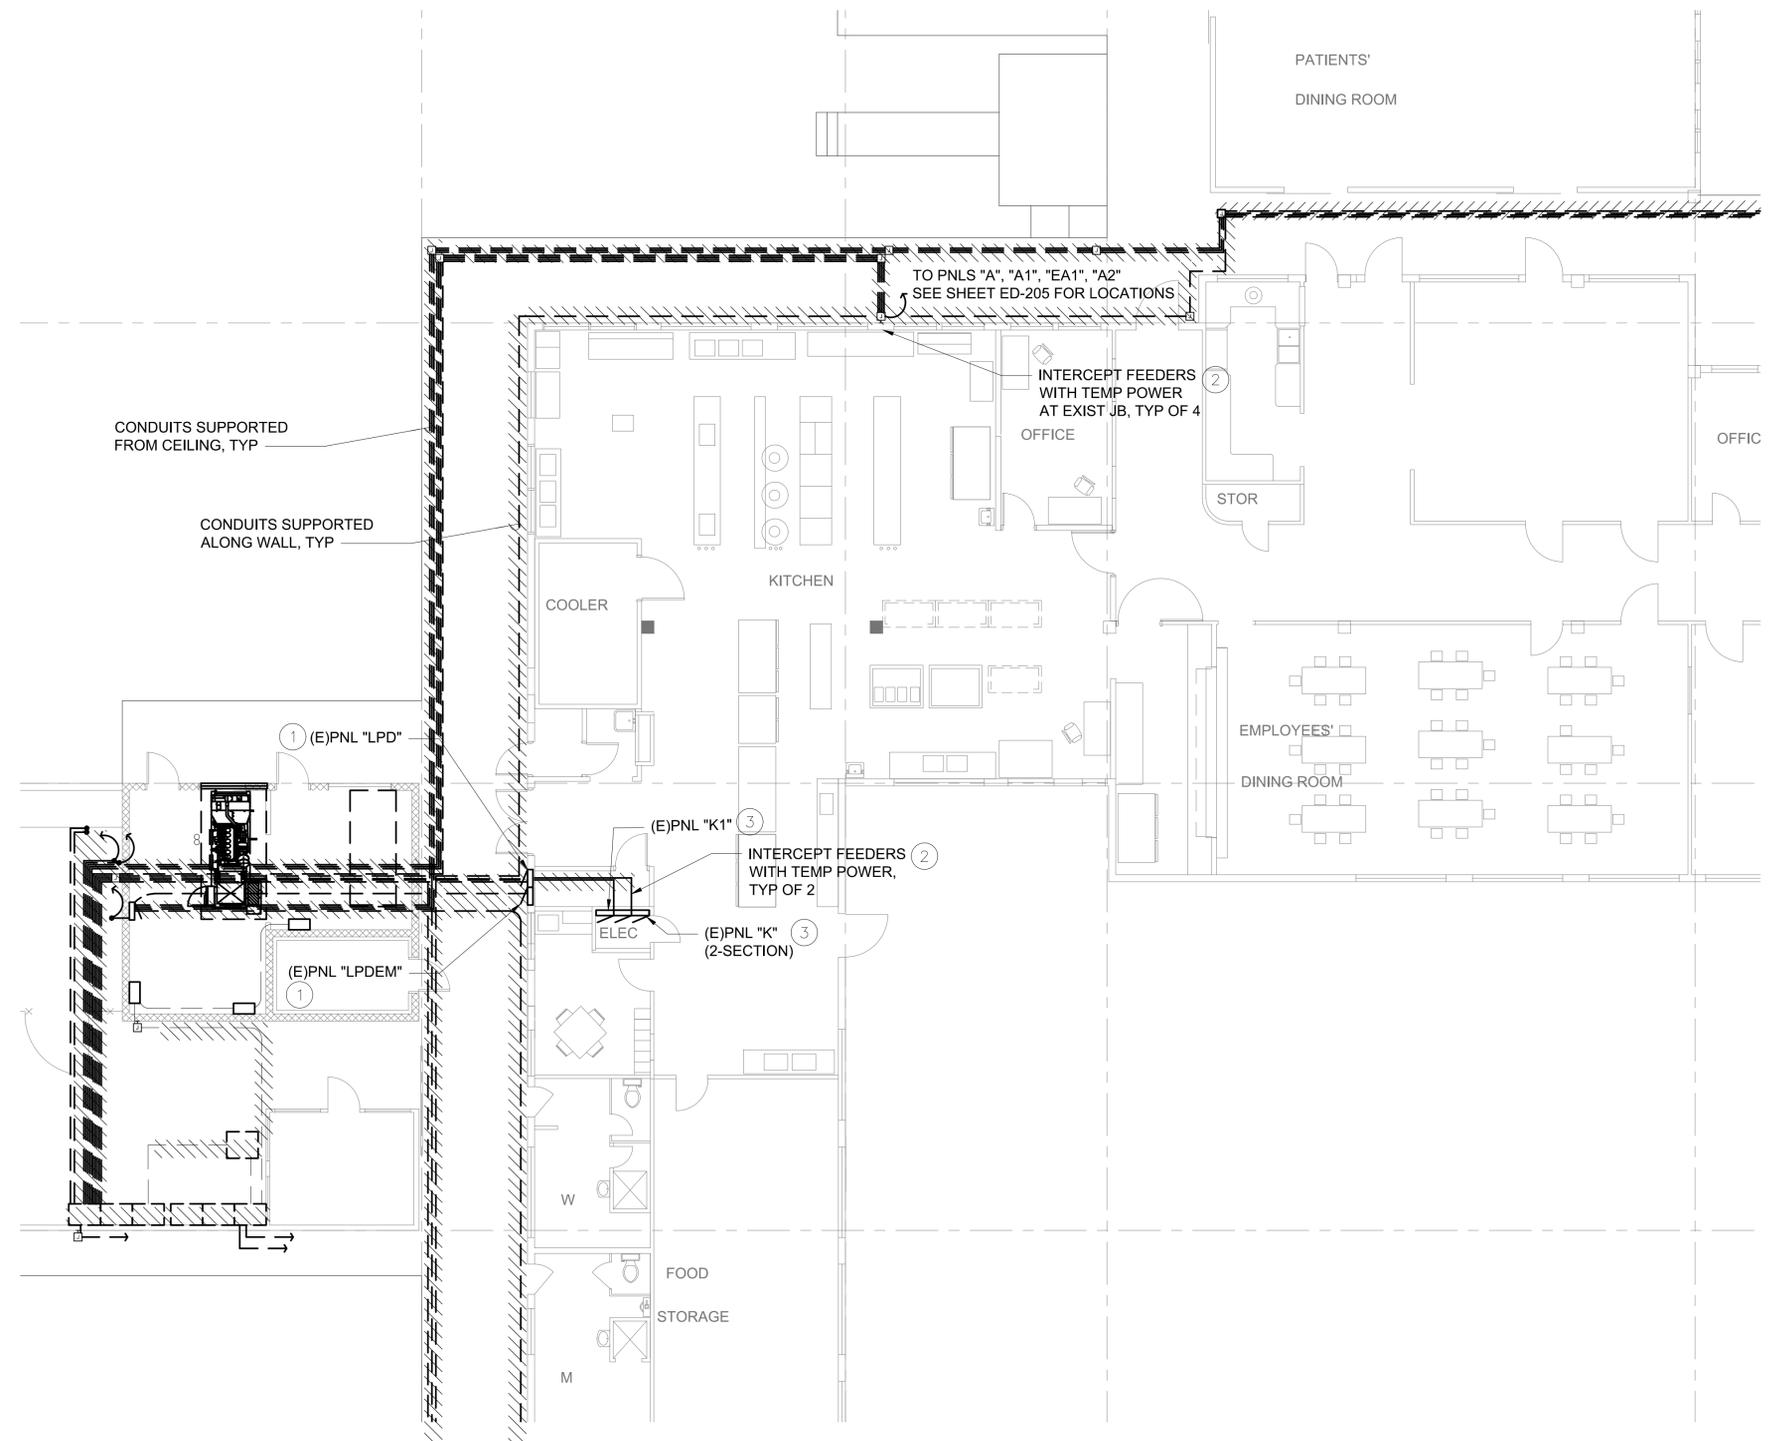 PATIENTS'
DINING ROOM
TO PNLS "A", "A1", "EA1", "A2"
SEE SHEET ED-205 FOR LOCATIONS
INTERCEPT FEEDERS 2
WITH TEMP POWER
AT EXIST JB, TYP OF 4
OFFICE
OFFIC
CONDUITS SUPPORTED
FROM CEILING, TYP
STOR
CONDUITS SUPPORTED
ALONG WALL, TYP
KITCHEN
COOLER
1 (E)PNL "LPD"
EMPLOYEES'
DINING ROOM
(E)PNL "K1" 3
INTERCEPT FEEDERS 2
WITH TEMP POWER,
TYP OF 2
ELEC
(E)PNL "K" 3
(2-SECTION)
(E)PNL "LPDEM"
1
W
FOOD
STORAGE
M